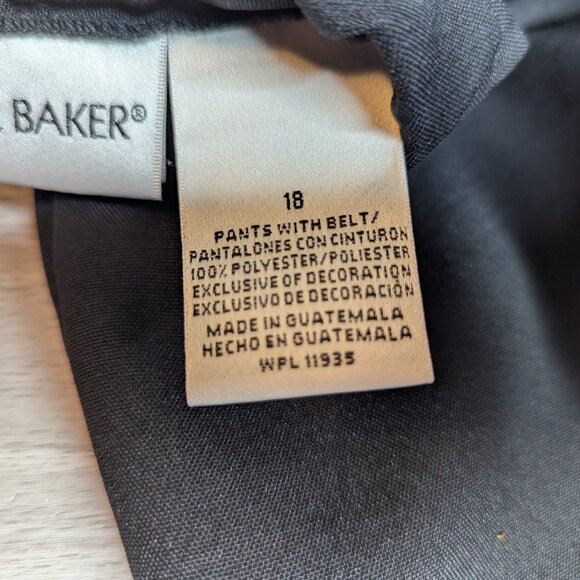 BAKER®
18
PANTS WITH BELT/
PANTALONES CON CINTURON
100% POLYESTER/POLIESTER
EXCLUSIVE OF DECORATION
EXCLUSIVO DE DECORACIÓN
MADE IN GUATEMALA
HECHO EN GUATEMALA
WPL 11935